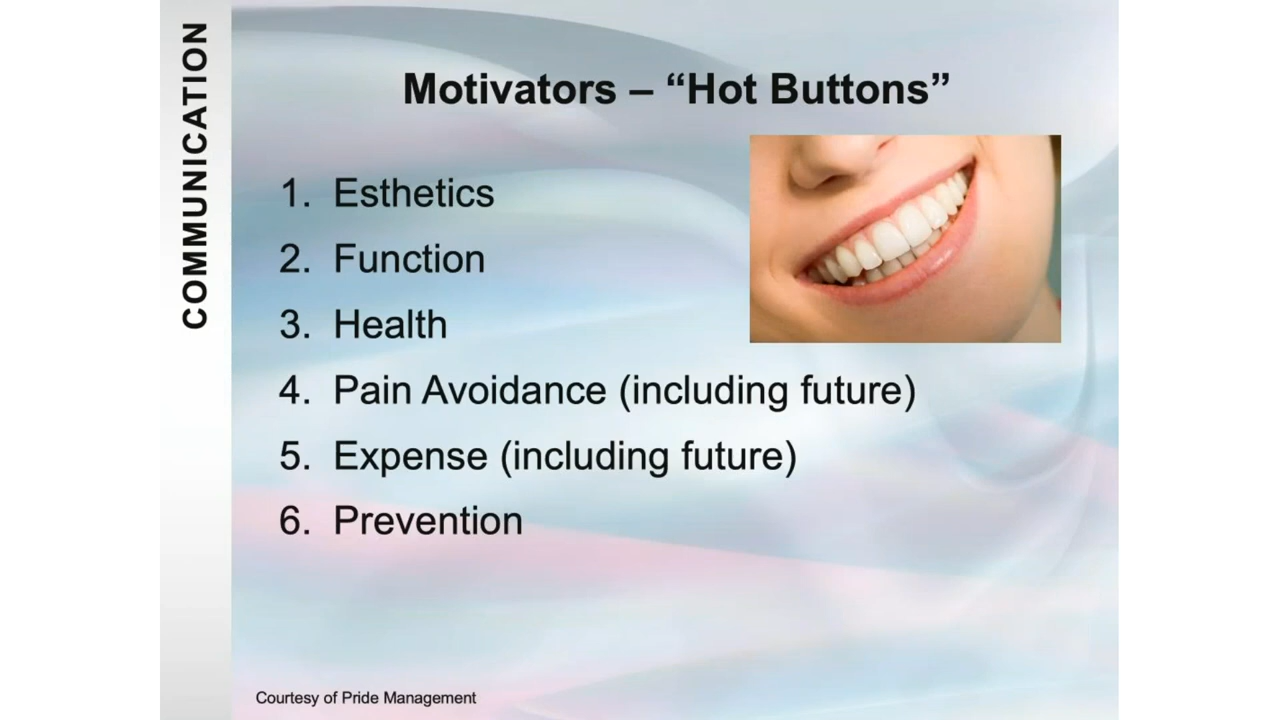 COMMUNICATION
Motivators – “Hot Buttons”
1. Esthetics
2. Function
3. Health
4. Pain Avoidance (including future)
5. Expense (including future)
6. Prevention
Courtesy of Pride Management